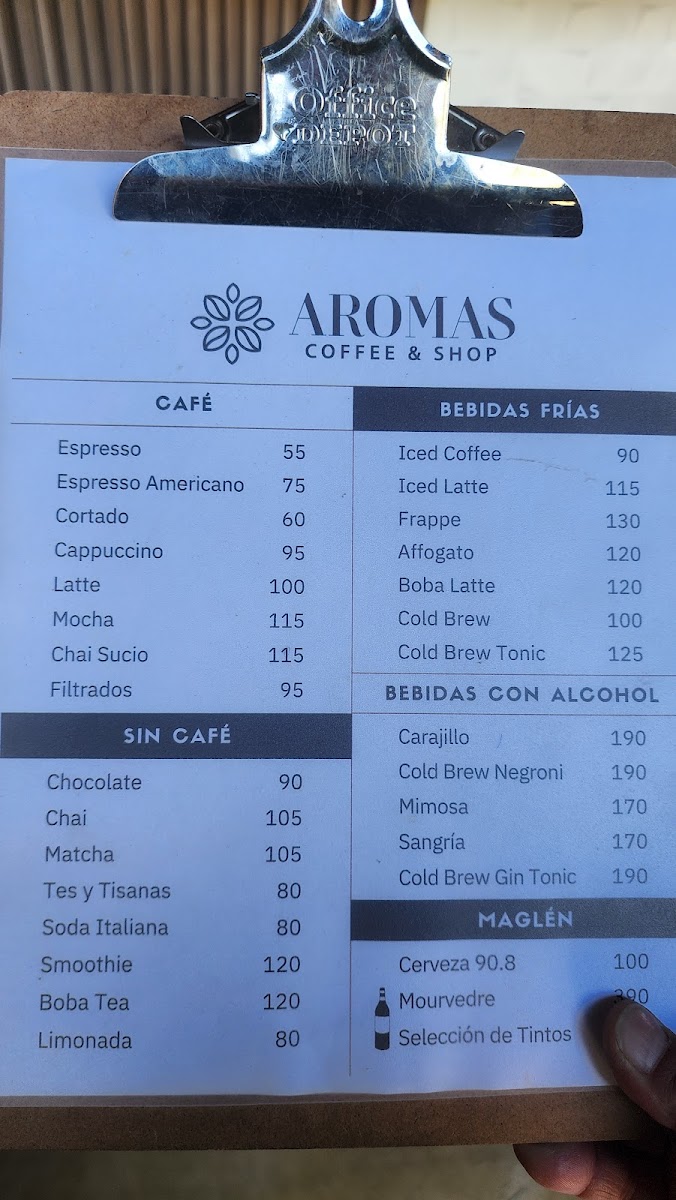 Office
DEPOT
AROMAS
COFFEE & SHOP
CAFÉ
Espresso 55
Espresso Americano 75
Cortado 60
Cappuccino 95
Latte 100
Mocha 115
Chai Sucio 115
Filtrados 95
SIN CAFÉ
Chocolate 90
Chai 105
Matcha 105
Tes y Tisanas 80
Soda Italiana 80
Smoothie 120
Boba Tea 120
Limonada 80
BEBIDAS FRÍAS
Iced Coffee 90
Iced Latte 115
Frappe 130
Affogato 120
Boba Latte 120
Cold Brew 100
Cold Brew Tonic 125
BEBIDAS CON ALCOHOL
Carajillo 190
Cold Brew Negroni 190
Mimosa 170
Sangría 170
Cold Brew Gin Tonic 190
MAGLÉN
Cerveza 90.8 100
Mourvedre
Selección de Tintos